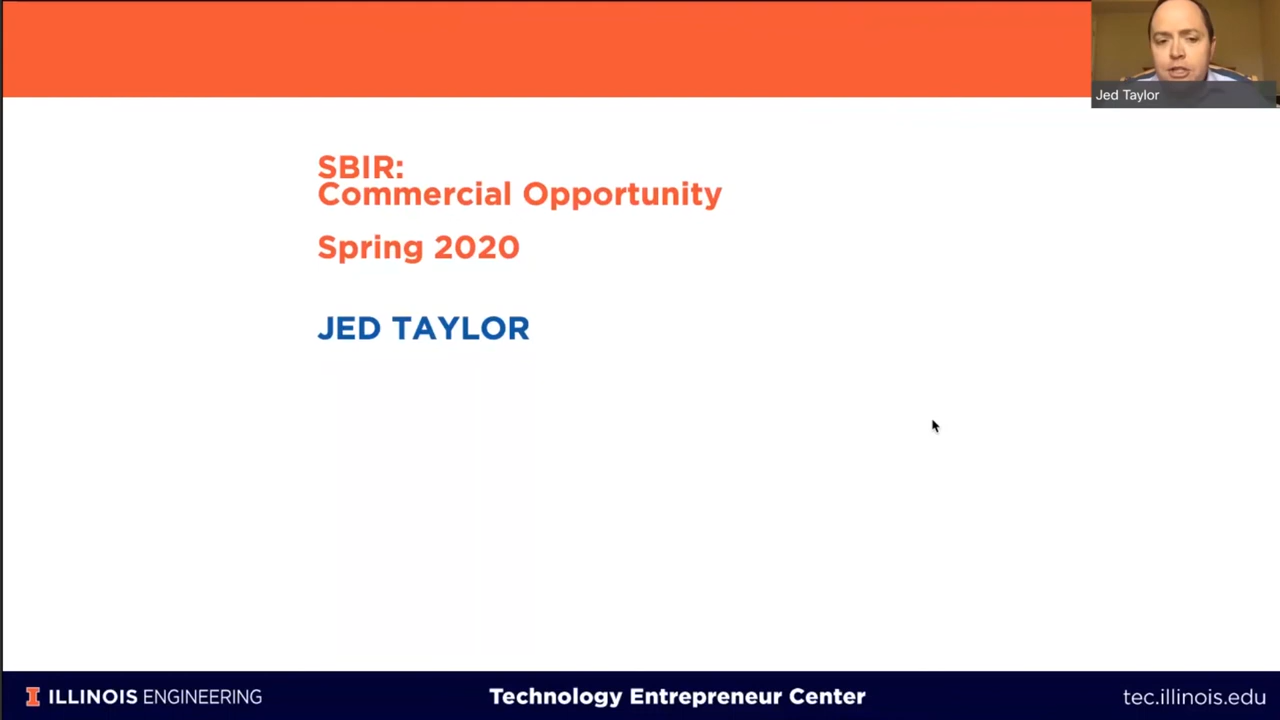 Jed Taylor
SBIR:
Commercial Opportunity
Spring 2020
JED TAYLOR
I ILLINOIS ENGINEERING
Technology Entrepreneur Center
tec.illinois.edu